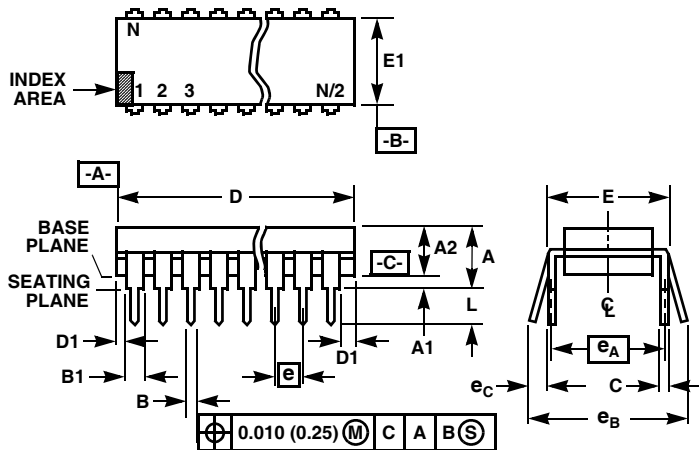 N
E1
INDEX
AREA
1 2 3 N/2
-B-
-A-
D
E
BASE
PLANE
A2
A
-C-
SEATING
PLANE
L
C
L
D1
A1
D1
e
eA
B1
B
eC
C
eB
0.010 (0.25) M C A B S